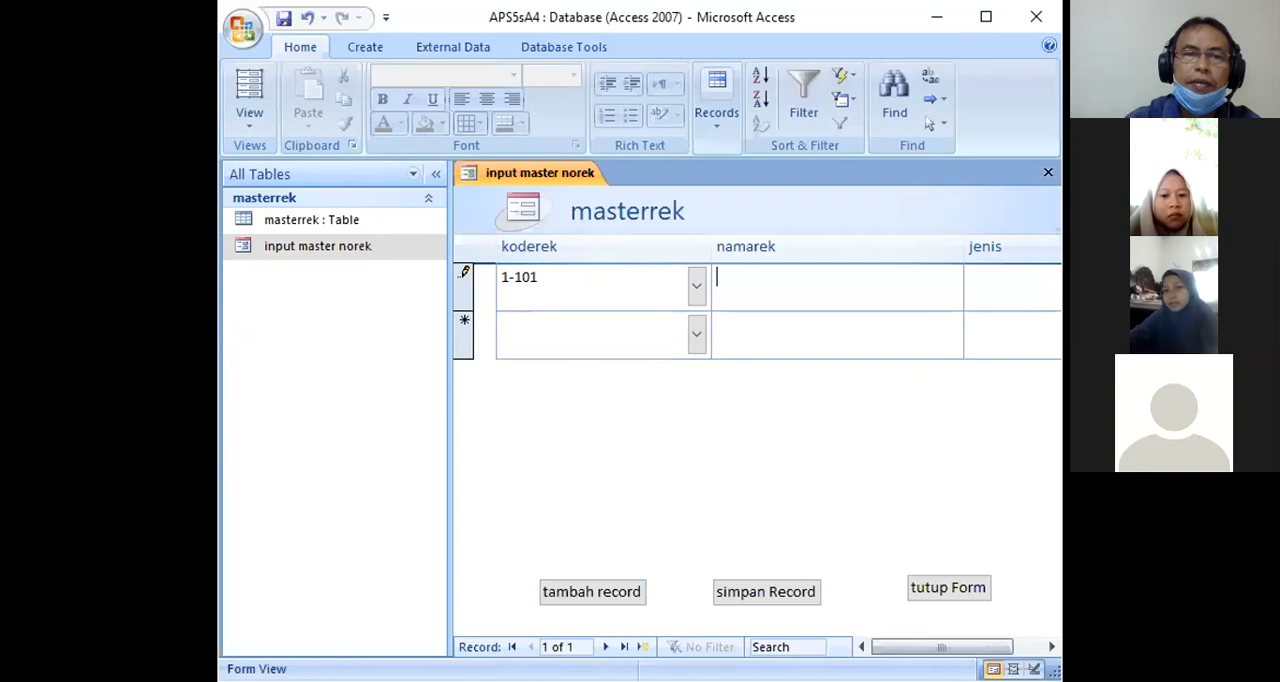 APS5sA4 : Database (Access 2007) - Microsoft Access
Home Create External Data Database Tools
View Paste Records Filter Find
B I U
Views Clipboard Font Rich Text Sort & Filter Find
All Tables
input master norek
masterrek
masterrek : Table
input master norek
masterrek
koderek namarek jenis
1-101
tambah record simpan Record tutup Form
Record: 1 of 1 No Filter Search
Form View